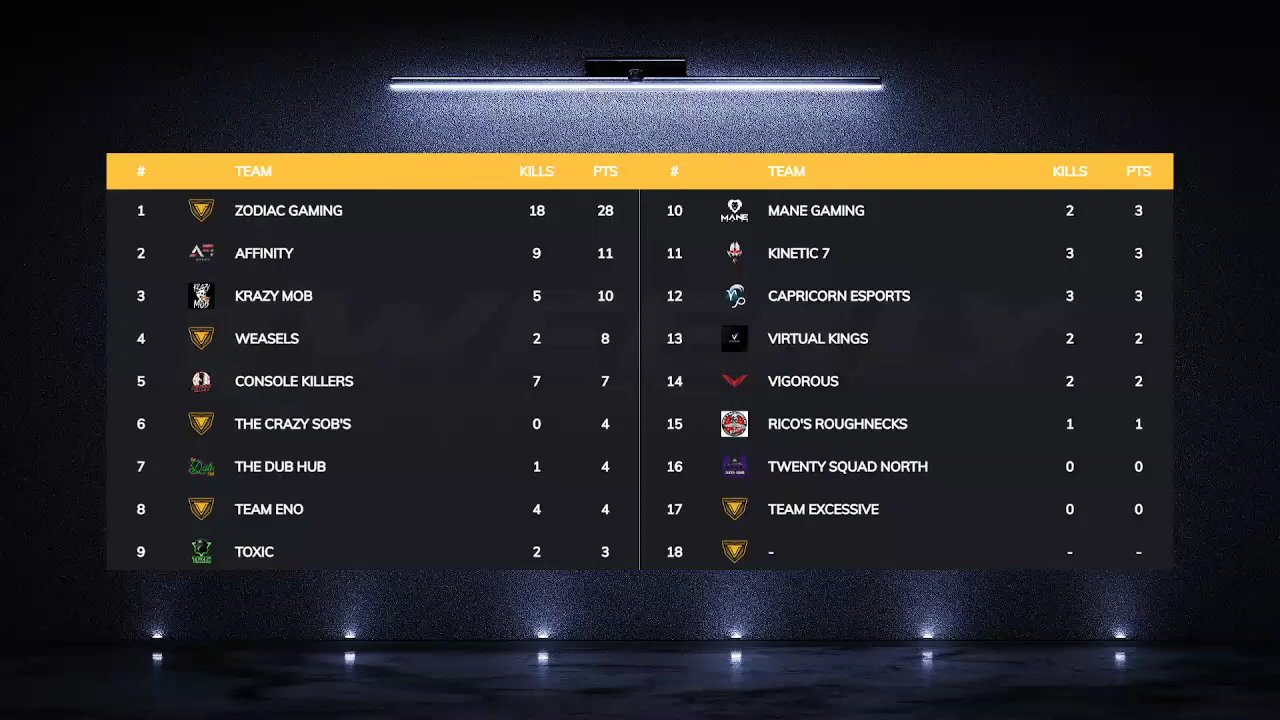 # TEAM KILLS PTS
1 ZODIAC GAMING 18 28
2 AFFINITY 9 11
3 KRAZY MOB 5 10
4 WEASELS 2 8
5 CONSOLE KILLERS 7 7
6 THE CRAZY SOB'S 0 4
7 THE DUB HUB 1 4
8 TEAM ENO 4 4
9 TOXIC 2 3
# TEAM KILLS PTS
10 MANE MANE GAMING 2 3
11 KINETIC 7 3 3
12 CAPRICORN ESPORTS 3 3
13 VIRTUAL KINGS 2 2
14 VIGOROUS 2 2
15 RICO'S ROUGHNECKS 1 1
16 TWENTY SQUAD NORTH 0 0
17 TEAM EXCESSIVE 0 0
18 - - -